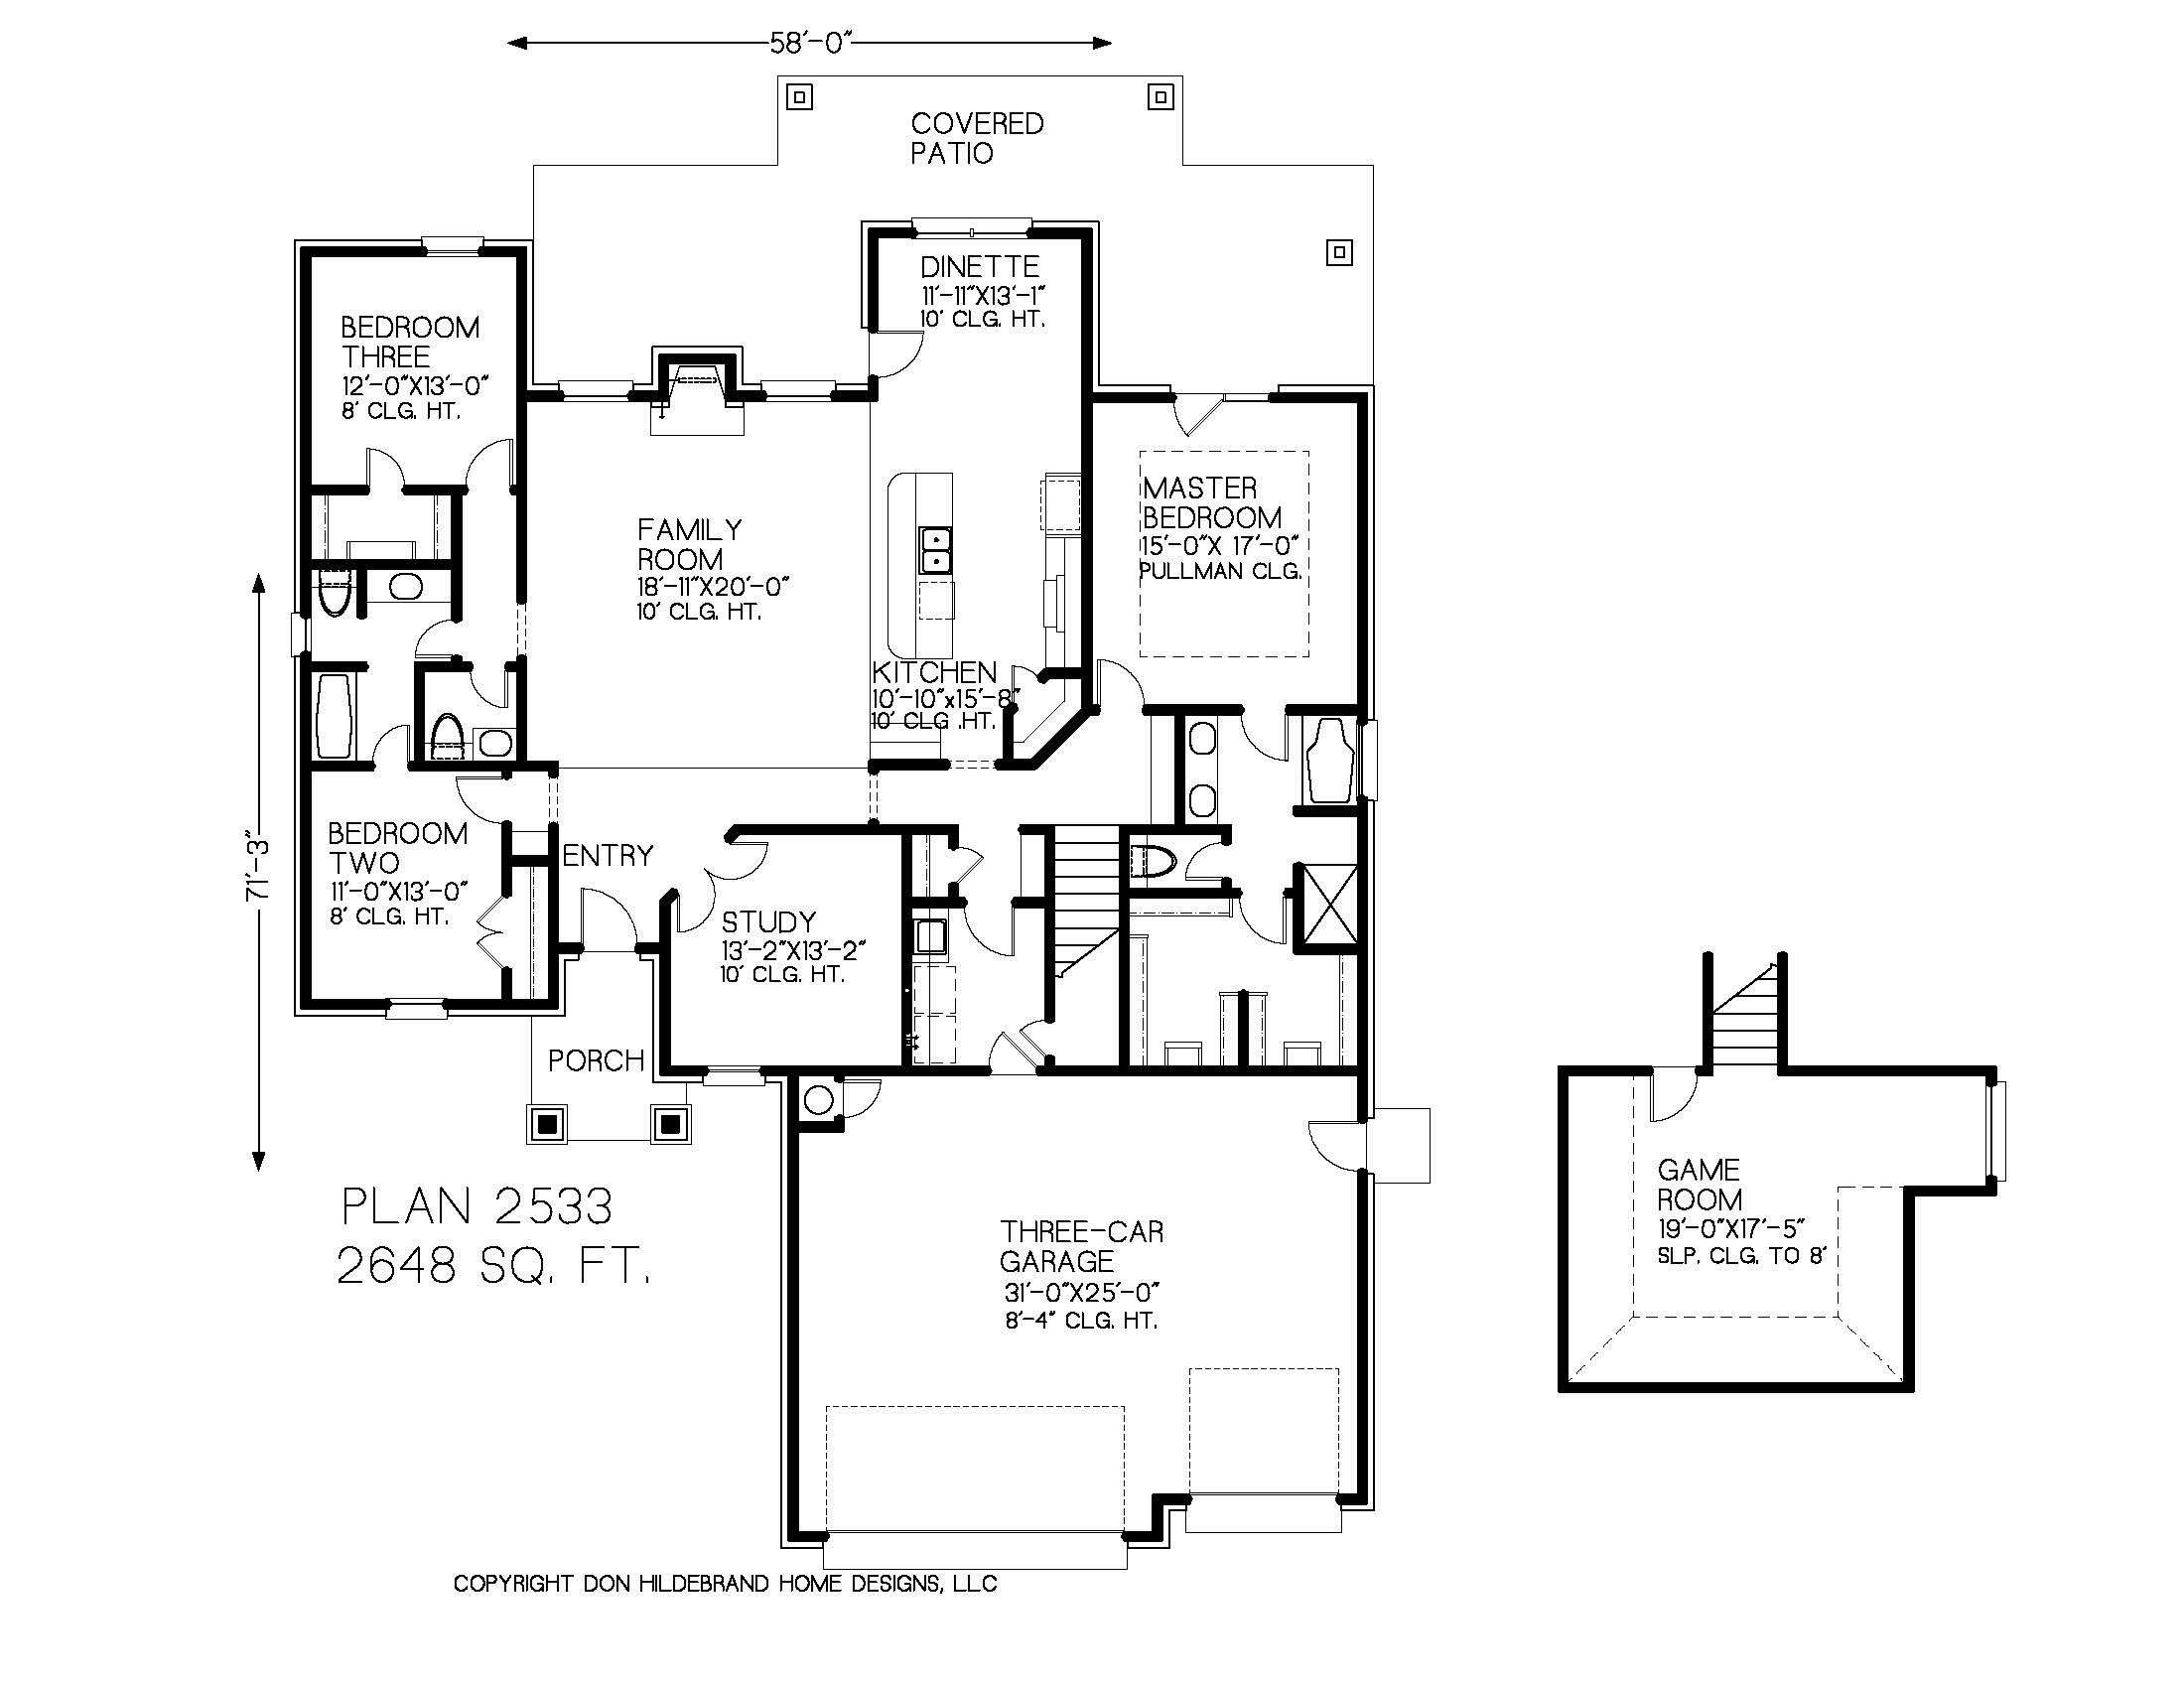 58'-0"
COVERED
PATIO
DINETTE
11'-11"X13'-1"
10' CLG. HT.
BEDROOM
THREE
12'-0"X13'-0"
8' CLG. HT.
MASTER
BEDROOM
15'-0"X 17'-0"
PULLMAN CLG.
FAMILY
ROOM
18'-11"X20'-0"
10' CLG. HT.
KITCHEN
10'-10"x15'-8"
10' CLG .HT.
71'-3"
BEDROOM
TWO
11'-0"X13'-0"
8' CLG. HT.
ENTRY
STUDY
13'-2"X13'-2"
10' CLG. HT.
PORCH
GAME
ROOM
19'-0"X17'-5"
SLP. CLG. TO 8'
PLAN 2533
2648 SQ. FT.
THREE-CAR
GARAGE
31'-0"X25'-0"
8'-4" CLG. HT.
COPYRIGHT DON HILDEBRAND HOME DESIGNS, LLC